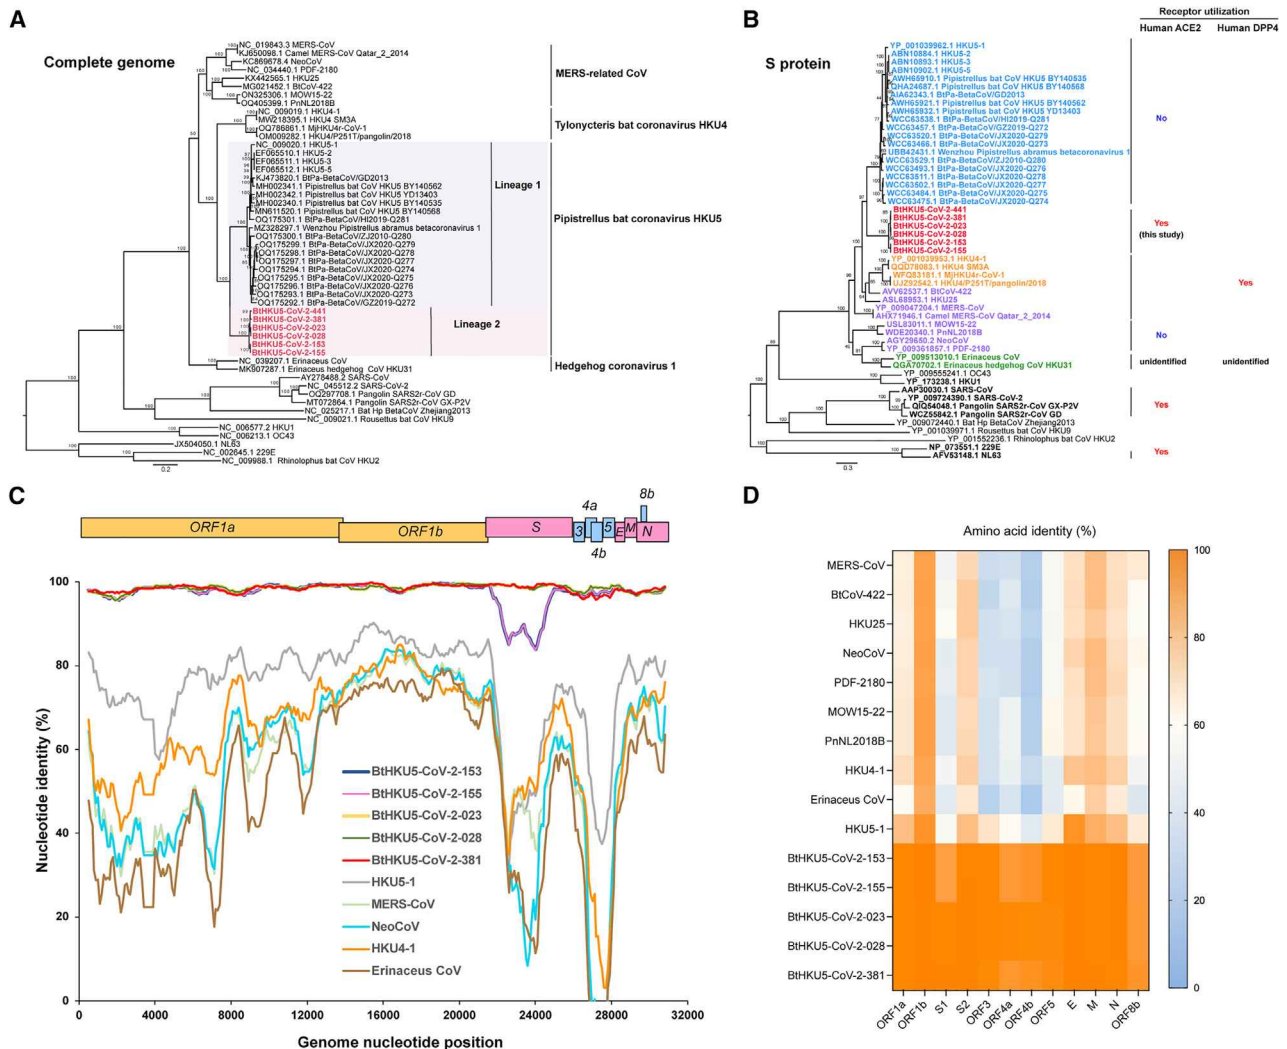 A
Complete genome
NC_019843.3 MERS-CoV
KJ650098.1 Camel MERS-CoV Qatar_2_2014
KC869678.4 NeoCoV
NC_034440.1 PDF-2180
KX442565.1 HKU25
MG021452.1 BtCoV-422
ON325306.1 MOW15-22
OQ405399.1 PnNL2018B
MERS-related CoV
NC_009019.1 HKU4-1
MW218395.1 HKU4 SM3A
OQ786861.1 MjHKU4r-CoV-1
OM009282.1 HKU4/P251T/pangolin/2018
Tylonycteris bat coronavirus HKU4
NC_009020.1 HKU5-1
EF065510.1 HKU5-2
EF065511.1 HKU5-3
EF065512.1 HKU5-5
KJ473820.1 BtPa-BetaCoV/GD2013
MH002341.1 Pipistrellus bat CoV HKU5 BY140562
MH002342.1 Pipistrellus bat CoV HKU5 YD13403
MH002340.1 Pipistrellus bat CoV HKU5 BY140535
MN611520.1 Pipistrellus bat CoV HKU5 BY140568
OQ175301.1 BtPa-BetaCoV/HI2019-Q281
MZ328297.1 Wenzhou Pipistrellus abramus betacoronavirus 1
OQ175300.1 BtPa-BetaCoV/ZJ2010-Q280
OQ175299.1 BtPa-BetaCoV/JX2020-Q279
OQ175298.1 BtPa-BetaCoV/JX2020-Q278
OQ175297.1 BtPa-BetaCoV/JX2020-Q277
OQ175294.1 BtPa-BetaCoV/JX2020-Q274
OQ175295.1 BtPa-BetaCoV/JX2020-Q275
OQ175296.1 BtPa-BetaCoV/JX2020-Q276
OQ175293.1 BtPa-BetaCoV/JX2020-Q273
OQ175292.1 BtPa-BetaCoV/GZ2019-Q272
Lineage 1
Pipistrellus bat coronavirus HKU5
BtHKU5-CoV-2-441
BtHKU5-CoV-2-381
BtHKU5-CoV-2-023
BtHKU5-CoV-2-028
BtHKU5-CoV-2-153
BtHKU5-CoV-2-155
Lineage 2
NC_039207.1 Erinaceus CoV
MK907287.1 Erinaceus hedgehog CoV HKU31
Hedgehog coronavirus 1
AY278488.2 SARS-CoV
NC_045512.2 SARS-CoV-2
OQ297708.1 Pangolin SARS2r-CoV GD
MT072864.1 Pangolin SARS2r-CoV GX-P2V
NC_025217.1 Bat Hp BetaCoV Zhejiang2013
NC_009021.1 Rousettus bat CoV HKU9
NC_006577.2 HKU1
NC_006213.1 OC43
JX504050.1 NL63
NC_002645.1 229E
NC_009988.1 Rhinolophus bat CoV HKU2
0.2
B
S protein
Receptor utilization
Human ACE2 Human DPP4
YP_001039962.1 HKU5-1
ABN10884.1 HKU5-2
ABN10893.1 HKU5-3
ABN10902.1 HKU5-5
AWH65910.1 Pipistrellus bat CoV HKU5 BY140535
QHA24687.1 Pipistrellus bat CoV HKU5 BY140568
AIA62343.1 BtPa-BetaCoV/GD2013
AWH65921.1 Pipistrellus bat CoV HKU5 BY140562
AWH65932.1 Pipistrellus bat CoV HKU5 YD13403
WCC63538.1 BtPa-BetaCoV/HI2019-Q281
WCC63457.1 BtPa-BetaCoV/GZ2019-Q272
WCC63520.1 BtPa-BetaCoV/JX2020-Q279
WCC63466.1 BtPa-BetaCoV/JX2020-Q273
UBB42431.1 Wenzhou Pipistrellus abramus betacoronavirus 1
WCC63529.1 BtPa-BetaCoV/ZJ2010-Q280
WCC63493.1 BtPa-BetaCoV/JX2020-Q276
WCC63511.1 BtPa-BetaCoV/JX2020-Q278
WCC63502.1 BtPa-BetaCoV/JX2020-Q277
WCC63484.1 BtPa-BetaCoV/JX2020-Q275
WCC63475.1 BtPa-BetaCoV/JX2020-Q274
No
BtHKU5-CoV-2-441
BtHKU5-CoV-2-381
BtHKU5-CoV-2-023
BtHKU5-CoV-2-028
BtHKU5-CoV-2-153
BtHKU5-CoV-2-155
Yes
(this study)
YP_001039953.1 HKU4-1
QQD78083.1 HKU4 SM3A
WFQ83181.1 MjHKU4r-CoV-1
UJZ92542.1 HKU4/P251T/pangolin/2018
AVV62537.1 BtCoV-422
ASL68953.1 HKU25
YP_009047204.1 MERS-CoV
AHX71946.1 Camel MERS-CoV Qatar_2_2014
Yes
USL83011.1 MOW15-22
WDE20340.1 PnNL2018B
AGY29650.2 NeoCoV
YP_009361857.1 PDF-2180
No
YP_009513010.1 Erinaceus CoV
QGA70702.1 Erinaceus hedgehog CoV HKU31
unidentified unidentified
YP_009555241.1 OC43
YP_173238.1 HKU1
AAP30030.1 SARS-CoV
YP_009724390.1 SARS-CoV-2
QIQ54048.1 Pangolin SARS2r-CoV GX-P2V
WCZ55842.1 Pangolin SARS2r-CoV GD
Yes
YP_009072440.1 Bat Hp BetaCoV Zhejiang2013
YP_001039971.1 Rousettus bat CoV HKU9
YP_001552236.1 Rhinolophus bat CoV HKU2
NP_073551.1 229E
AFV53148.1 NL63
Yes
0.3
C
ORF1a
ORF1b
S
3
4a
4b
5
E
M
8b
N
Nucleotide identity (%)
100
80
60
40
20
0
BtHKU5-CoV-2-153
BtHKU5-CoV-2-155
BtHKU5-CoV-2-023
BtHKU5-CoV-2-028
BtHKU5-CoV-2-381
HKU5-1
MERS-CoV
NeoCoV
HKU4-1
Erinaceus CoV
0 4000 8000 12000 16000 20000 24000 28000 32000
Genome nucleotide position
D
Amino acid identity (%)
MERS-CoV
BtCoV-422
HKU25
NeoCoV
PDF-2180
MOW15-22
PnNL2018B
HKU4-1
Erinaceus CoV
HKU5-1
BtHKU5-CoV-2-153
BtHKU5-CoV-2-155
BtHKU5-CoV-2-023
BtHKU5-CoV-2-028
BtHKU5-CoV-2-381
ORF1a ORF1b S1 S2 ORF3 ORF4a ORF4b ORF5 E M N ORF8b
100
80
60
40
20
0